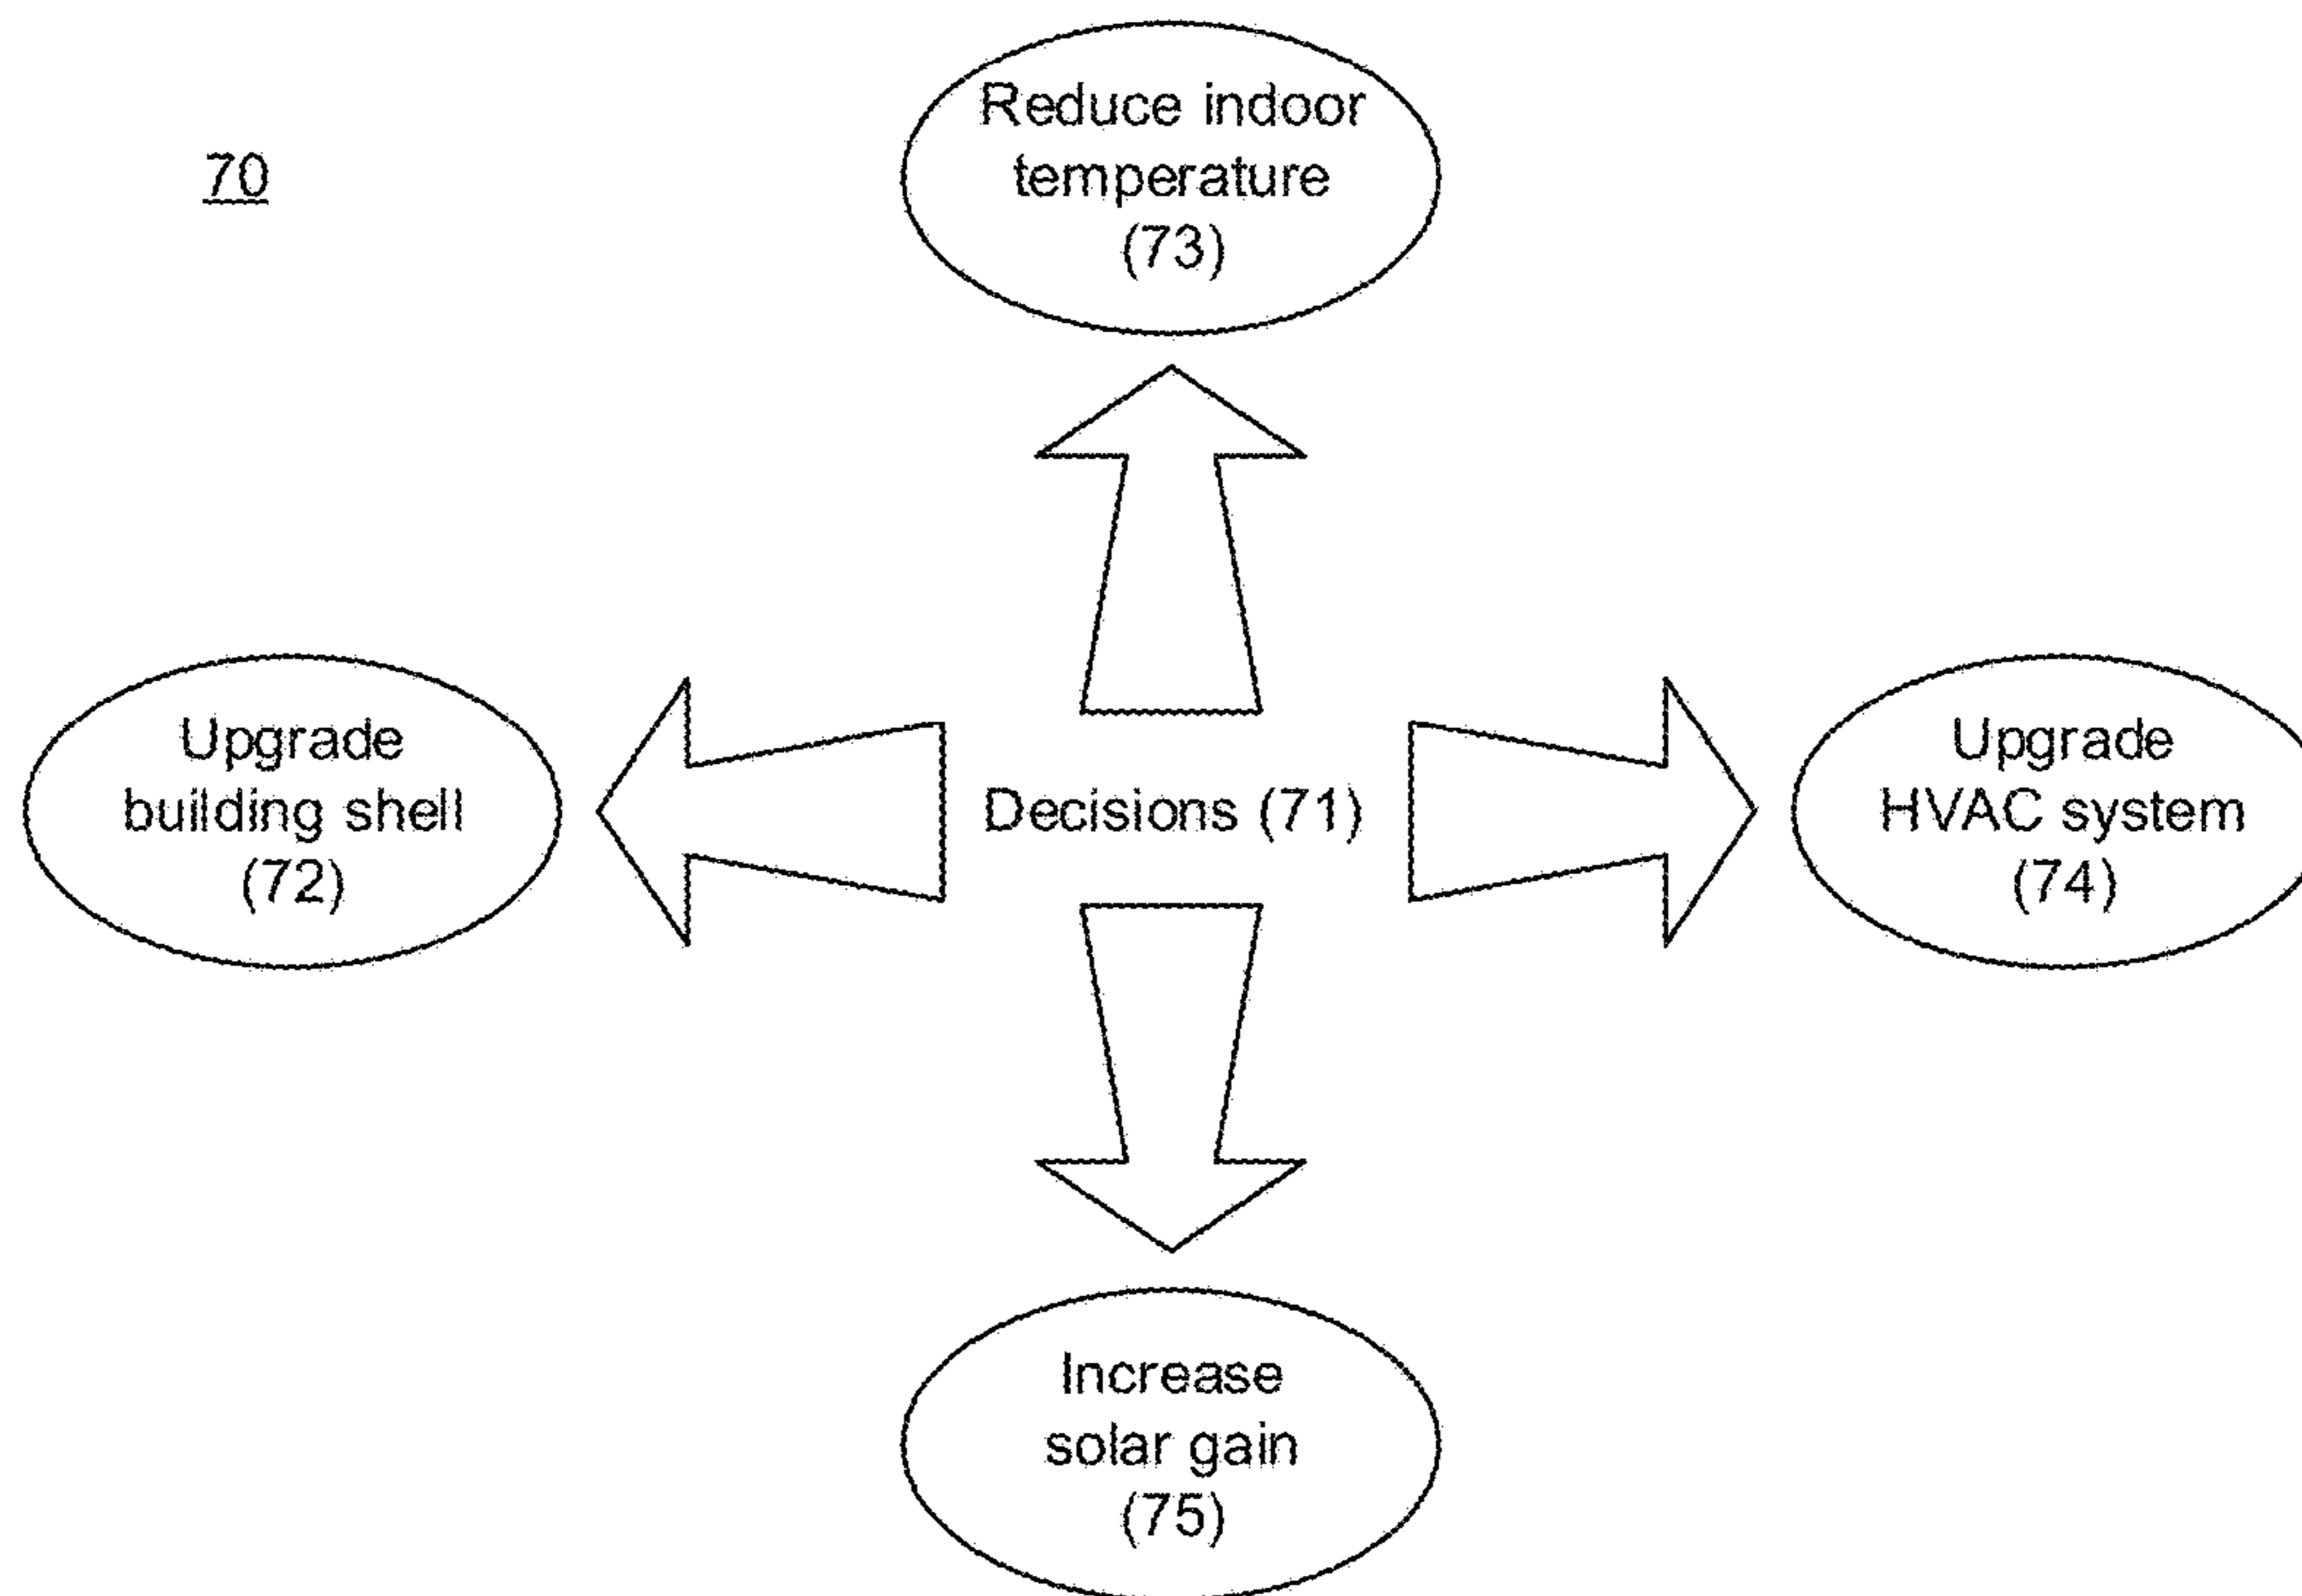 70
Reduce indoor
temperature
(73)
Upgrade
building shell
(72)
Decisions (71)
Upgrade
HVAC system
(74)
Increase
solar gain
(75)